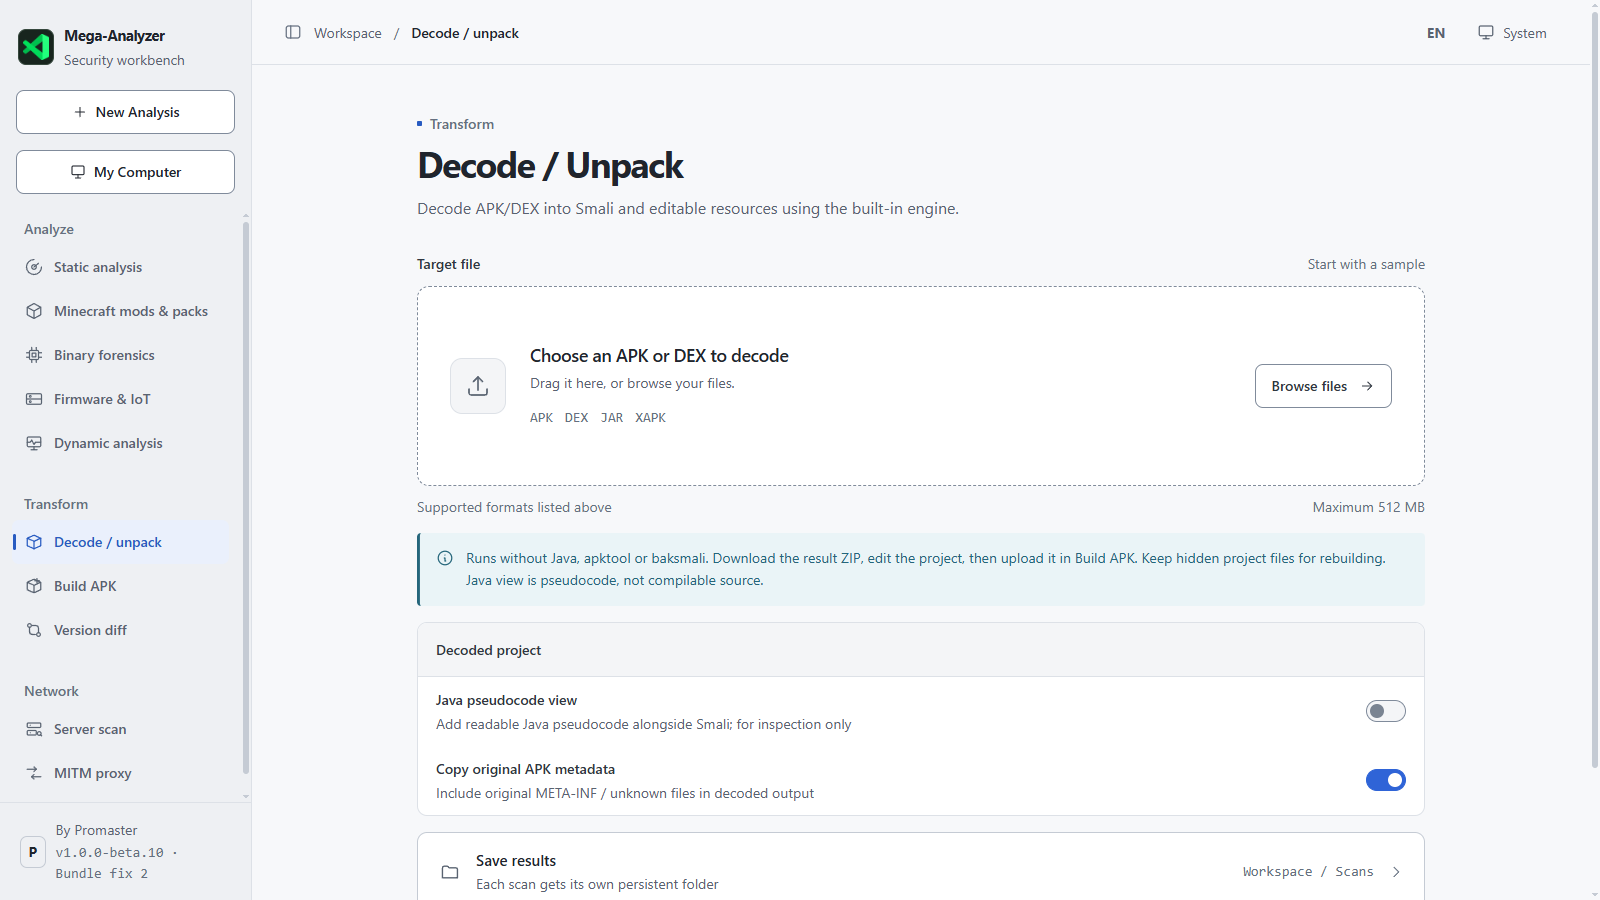 Mega-Analyzer
Security workbench
New Analysis
My Computer
Analyze
Static analysis
Minecraft mods & packs
Binary forensics
Firmware & IoT
Dynamic analysis
Transform
Decode / unpack
Build APK
Version diff
Network
Server scan
MITM proxy
P
By Promaster
v1.0.0-beta.10 ·
Bundle fix 2
Workspace / Decode / unpack
EN
System
Transform
Decode / Unpack
Decode APK/DEX into Smali and editable resources using the built-in engine.
Target file
Start with a sample
Choose an APK or DEX to decode
Drag it here, or browse your files.
APK DEX JAR XAPK
Browse files
Supported formats listed above
Maximum 512 MB
Runs without Java, apktool or baksmali. Download the result ZIP, edit the project, then upload it in Build APK. Keep hidden project files for rebuilding.
Java view is pseudocode, not compilable source.
Decoded project
Java pseudocode view
Add readable Java pseudocode alongside Smali; for inspection only
Copy original APK metadata
Include original META-INF / unknown files in decoded output
Save results
Each scan gets its own persistent folder
Workspace / Scans